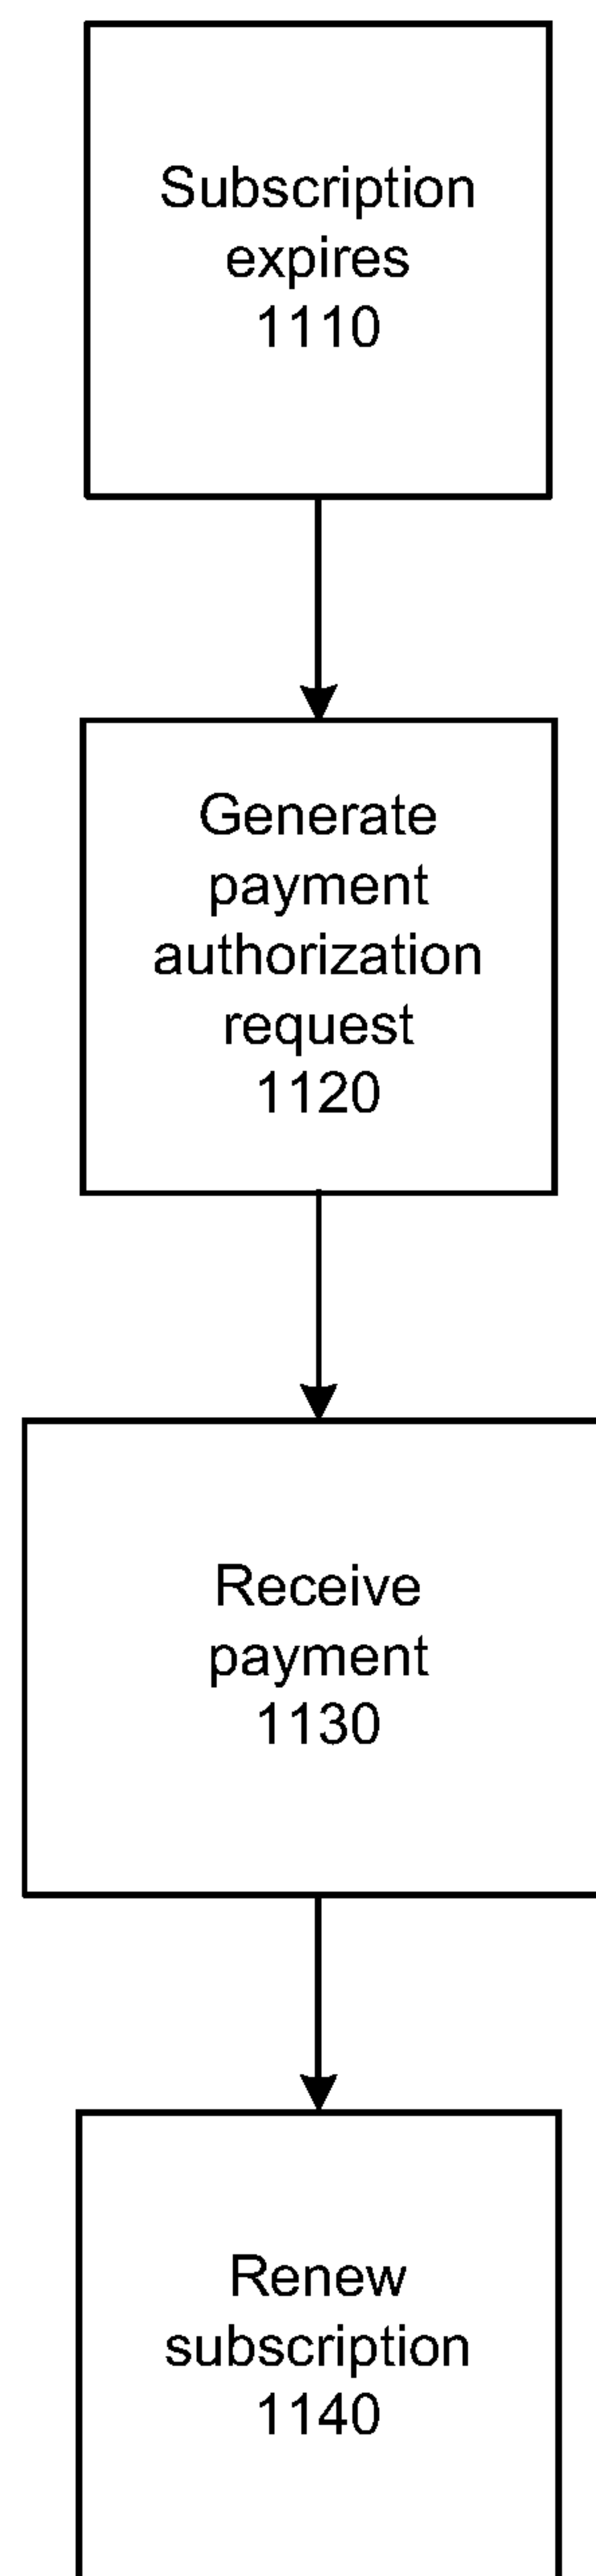 Subscription
expires
1110
Generate
payment
authorization
request
1120
Receive
payment
1130
Renew
subscription
1140